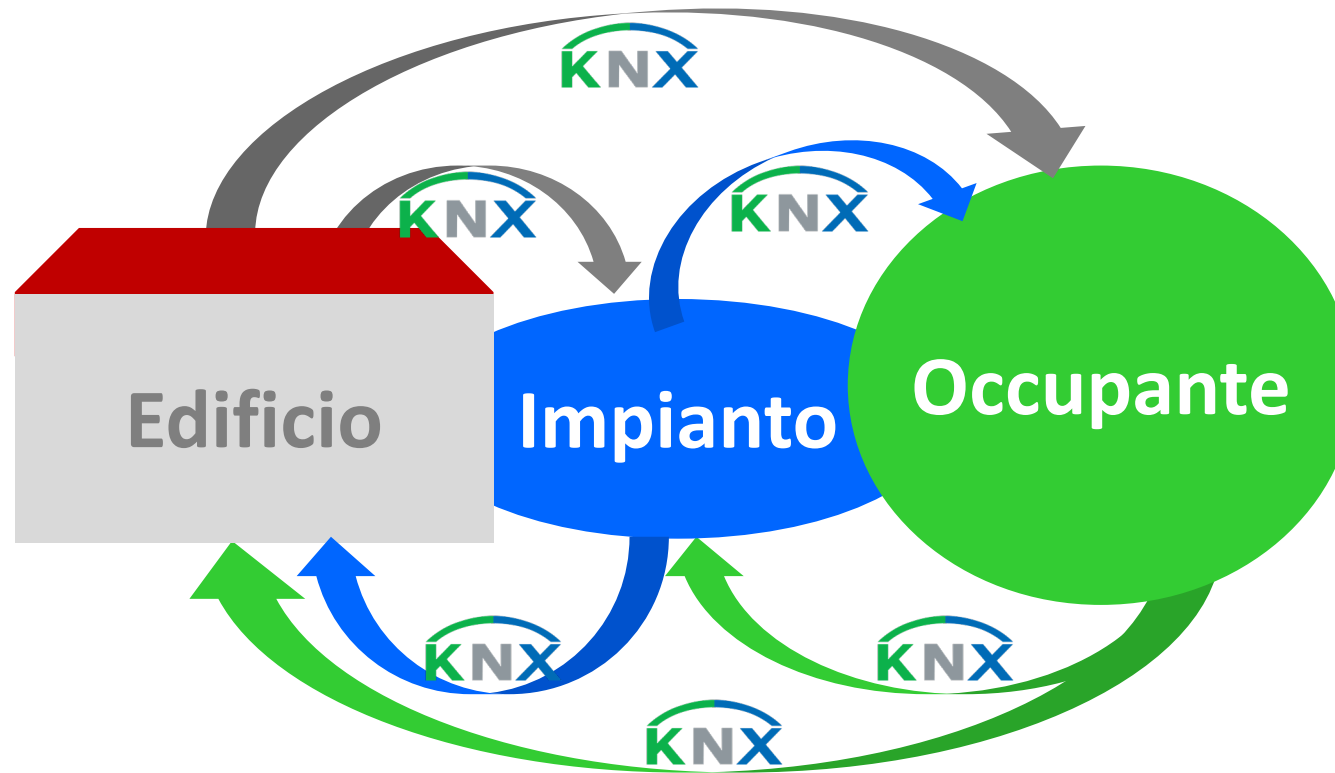 KNX
KNX
KNX
Edificio
Impianto
Occupante
KNX
KNX
KNX